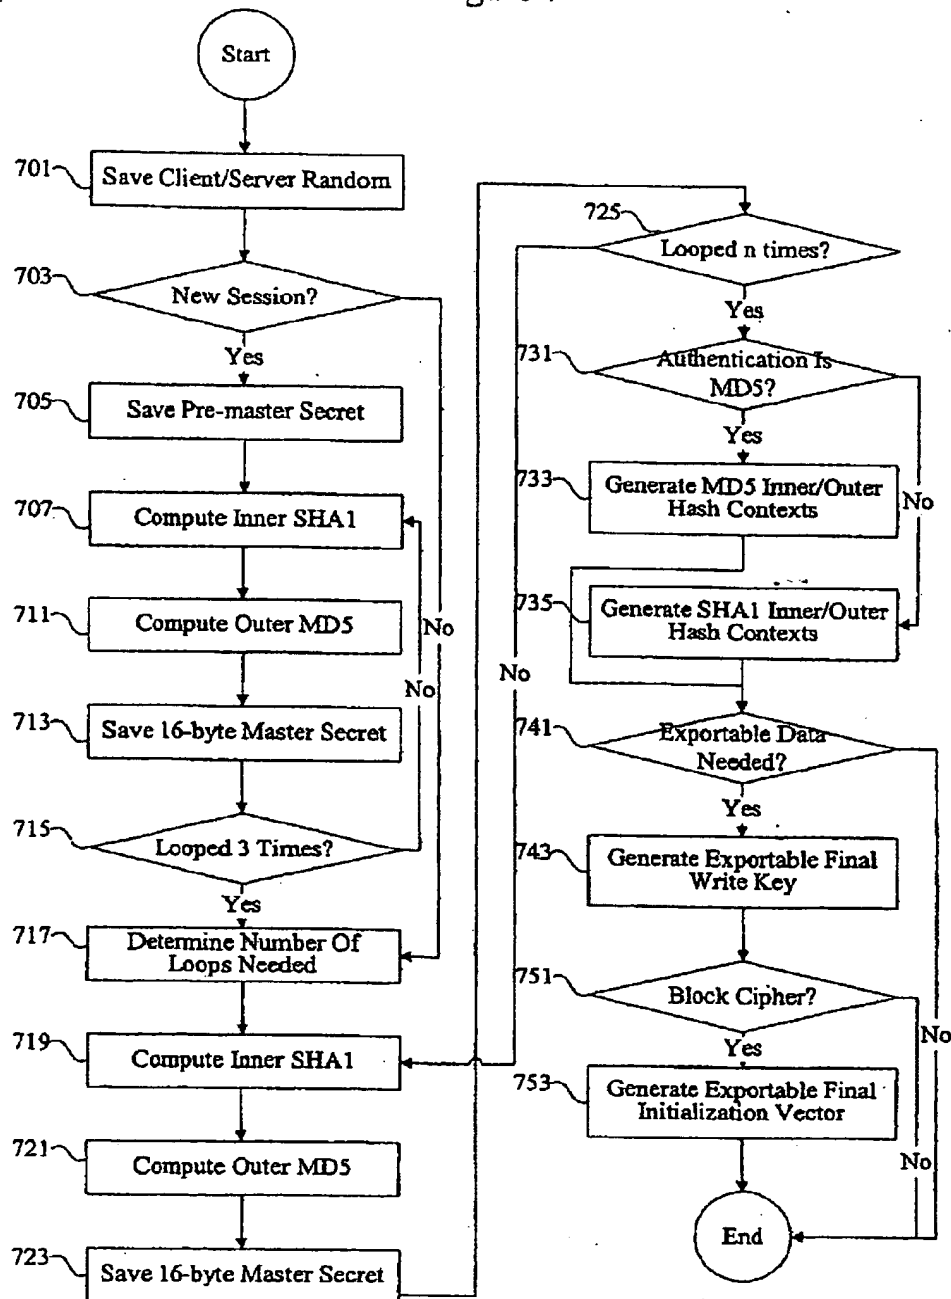 Start
701
Save Client/Server Random
703
New Session?
Yes
705
Save Pre-master Secret
707
Compute Inner SHA1
711
Compute Outer MD5
No
No
713
Save 16-byte Master Secret
715
Looped 3 Times?
Yes
717
Determine Number Of
Loops Needed
719
Compute Inner SHA1
721
Compute Outer MD5
723
Save 16-byte Master Secret
725
Looped n times?
No
Yes
731
Authentication Is
MD5?
Yes
No
733
Generate MD5 Inner/Outer
Hash Contexts
735
Generate SHA1 Inner/Outer
Hash Contexts
741
Exportable Data
Needed?
Yes
No
743
Generate Exportable Final
Write Key
751
Block Cipher?
Yes
No
753
Generate Exportable Final
Initialization Vector
End